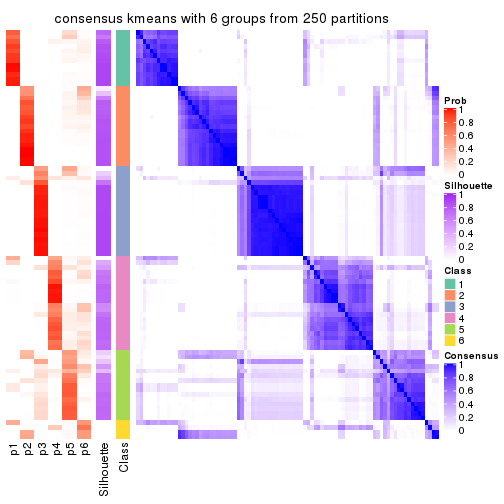 consensus kmeans with 6 groups from 250 partitions
Prob
1
0.8
0.6
0.4
0.2
0
Silhouette
1
0.8
0.6
0.4
0.2
0
Class
1
2
3
4
5
6
Consensus
1
0.8
0.6
0.4
0.2
0
p1
p2
p3
p4
p5
p6
Silhouette
Class